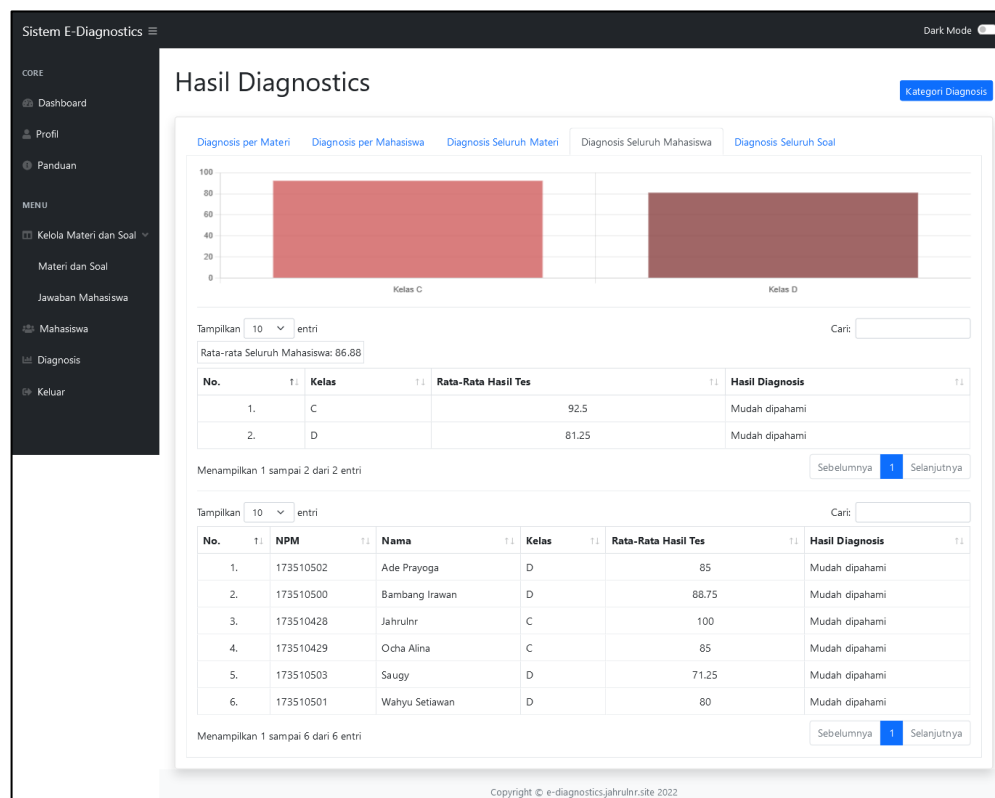 Sistem E-Diagnostics
Dark Mode
CORE
Dashboard
Profil
Panduan
MENU
Kelola Materi dan Soal
Materi dan Soal
Jawaban Mahasiswa
Mahasiswa
Diagnosis
Keluar
Hasil Diagnostics
Kategori Diagnosis
Diagnosis per Materi Diagnosis per Mahasiswa Diagnosis Seluruh Materi Diagnosis Seluruh Mahasiswa Diagnosis Seluruh Soal
100
80
60
40
20
0
Kelas C Kelas D
Tampilkan 10 entri Cari:
Rata-rata Seluruh Mahasiswa: 86.88
No. Kelas Rata-Rata Hasil Tes Hasil Diagnosis
1. C 92.5 Mudah dipahami
2. D 81.25 Mudah dipahami
Menampilkan 1 sampai 2 dari 2 entri Sebelumnya 1 Selanjutnya
Tampilkan 10 entri Cari:
No. NPM Nama Kelas Rata-Rata Hasil Tes Hasil Diagnosis
1. 173510502 Ade Prayoga D 85 Mudah dipahami
2. 173510500 Bambang Irawan D 88.75 Mudah dipahami
3. 173510428 Jahrulnr C 100 Mudah dipahami
4. 173510429 Ocha Alina C 85 Mudah dipahami
5. 173510503 Saugy D 71.25 Mudah dipahami
6. 173510501 Wahyu Setiawan D 80 Mudah dipahami
Menampilkan 1 sampai 6 dari 6 entri Sebelumnya 1 Selanjutnya
Copyright © e-diagnostics.jahrulnr.site 2022